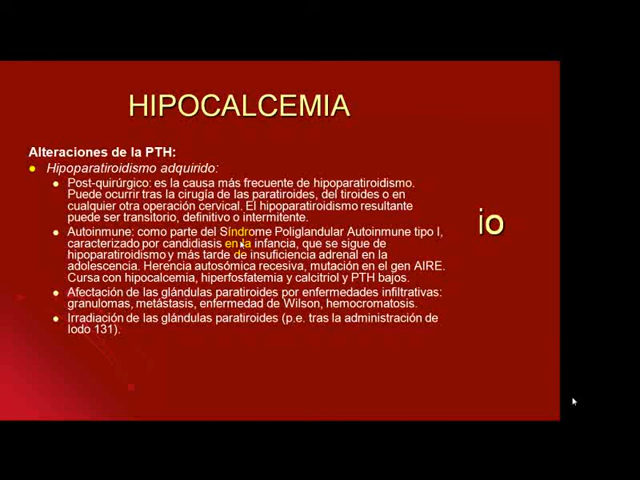 HIPOCALCEMIA
Alteraciones de la PTH:
Hipoparatiroidismo adquirido:
Post-quirúrgico: es la causa más frecuente de hipoparatiroidismo.
Puede ocurrir tras la cirugía de las paratiroides, del tiroides o en
cualquier otra operación cervical. El hipoparatiroidismo resultante
puede ser transitorio, definitivo o intermitente.
Autoinmune: como parte del Síndrome Poliglandular Autoinmune tipo I,
caracterizado por candidiasis en la infancia, que se sigue de
hipoparatiroidismo y más tarde de insuficiencia adrenal en la
adolescencia. Herencia autosómica recesiva, mutación en el gen AIRE.
Cursa con hipocalcemia, hiperfosfatemia y calcitriol y PTH bajos.
Afectación de las glándulas paratiroides por enfermedades infiltrativas:
granulomas, metástasis, enfermedad de Wilson, hemocromatosis.
Irradiación de las glándulas paratiroides (p.e. tras la administración de
Iodo 131).
io